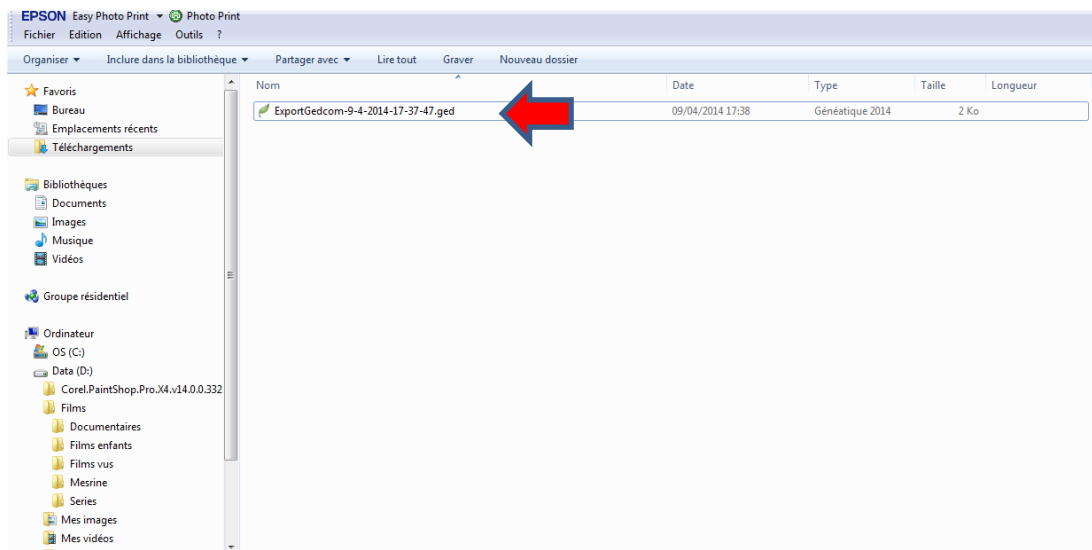 EPSON Easy Photo Print Photo Print
Fichier Edition Affichage Outils ?
Organiser Inclure dans la bibliothèque Partager avec Lire tout Graver Nouveau dossier
Favoris
Bureau
Emplacements récents
Téléchargements
Bibliothèques
Documents
Images
Musique
Vidéos
Groupe résidentiel
Ordinateur
OS (C:)
Data (D:)
Corel.PaintShop.Pro.X4.v14.0.0.332
Films
Documentaires
Films enfants
Films vus
Mesrine
Series
Mes images
Mes vidéos
Nom Date Type Taille Longueur
ExportGedcom-9-4-2014-17-37-47.ged 09/04/2014 17:38 Généatique 2014 2 Ko